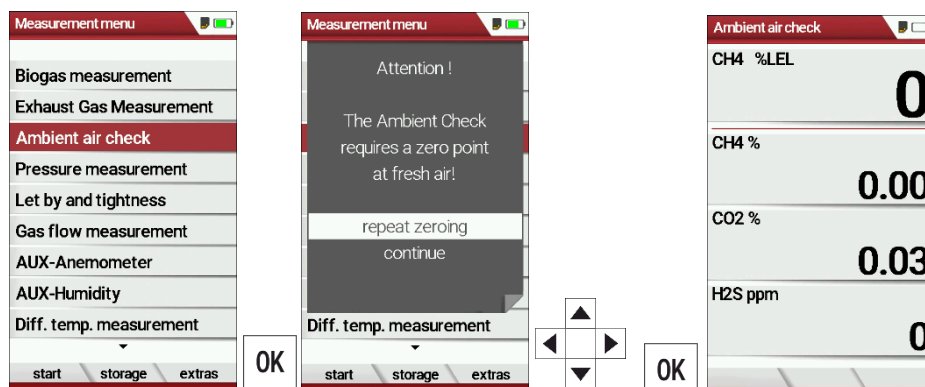 Measurement menu
Biogas measurement
Exhaust Gas Measurement
Ambient air check
Pressure measurement
Let by and tightness
Gas flow measurement
AUX-Anemometer
AUX-Humidity
Diff. temp. measurement
start storage extras
OK
Measurement menu
Attention !
The Ambient Check
requires a zero point
at fresh air!
repeat zeroing
continue
Diff. temp. measurement
start storage extras
OK
Ambient air check
CH4 %LEL
0
CH4 %
0.00
CO2 %
0.03
H2S ppm
0